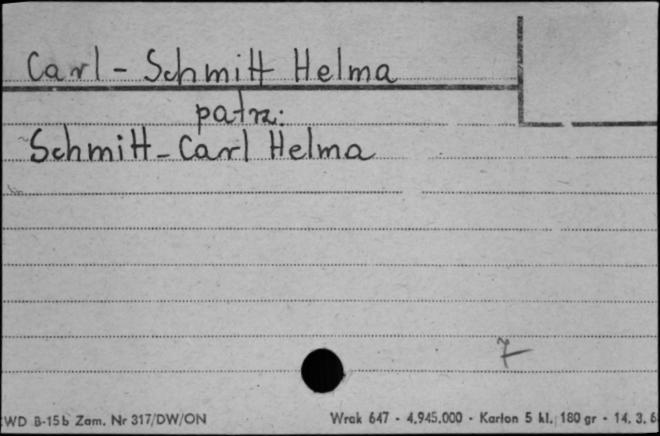 Carl - Schmitt Helma
patrz:
Schmitt - Carl Helma
7
WD B-15b Zam. Nr 317/DW/ON Wrak 647 - 4.945.000 - Karton 5 kl. 180 gr - 14. 3. 6